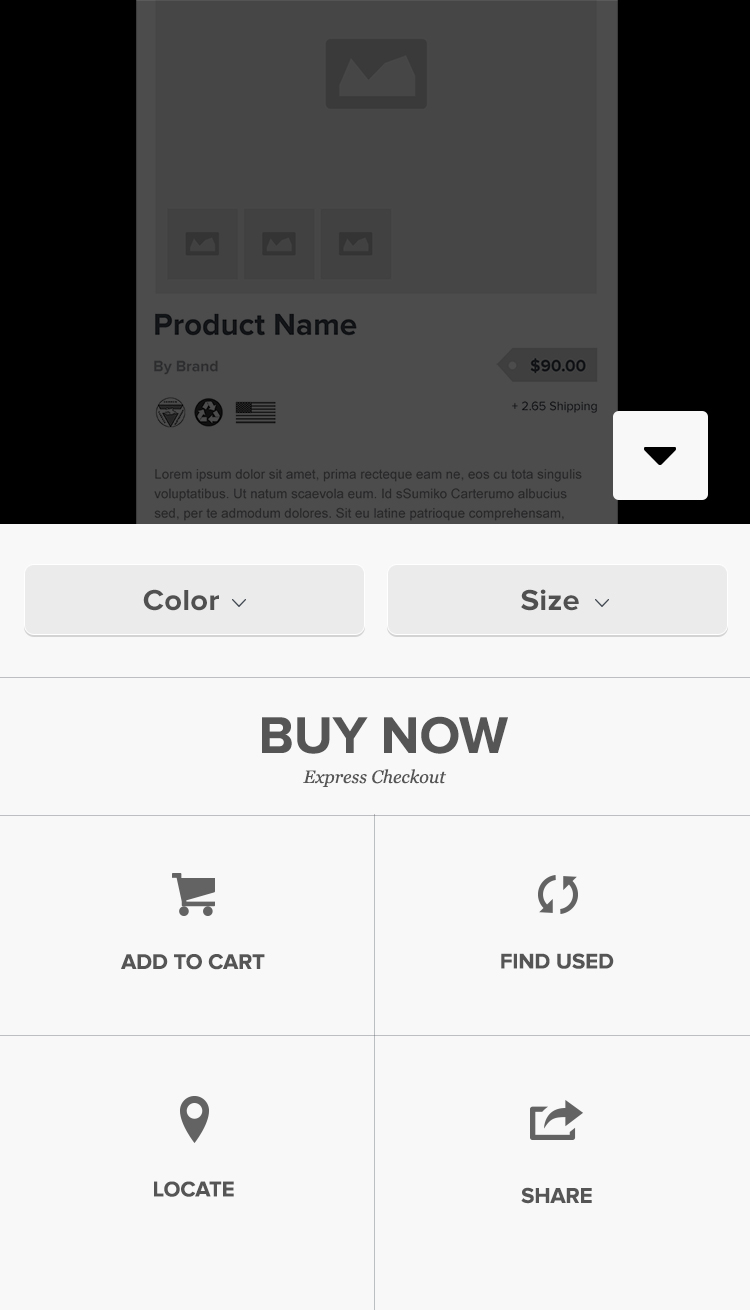 Product Name
By Brand
$90.00
+ 2.65 Shipping
Lorem ipsum dolor sit amet, prima recteque eam ne, eos cu tota singulis
voluptatibus. Ut natum scaevola eum. Id sSumiko Carterumo albucius
sed, per te admodum dolores. Sit eu latine patrioque comprehensam,
Color
Size
BUY NOW
Express Checkout
ADD TO CART
FIND USED
LOCATE
SHARE